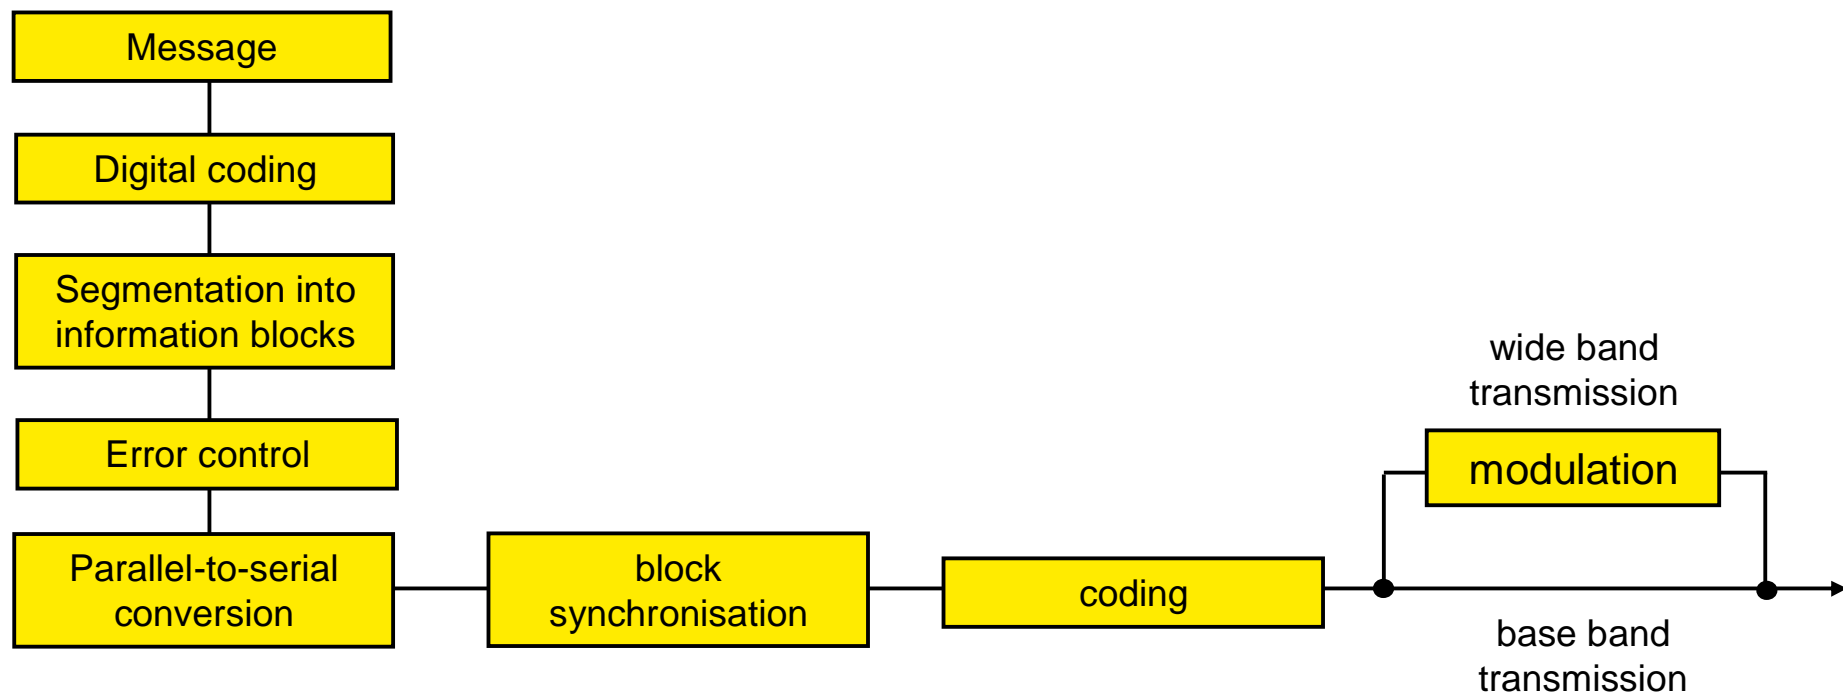 Message
Digital coding
Segmentation into
information blocks
Error control
Parallel-to-serial
conversion
block
synchronisation
coding
wide band
transmission
modulation
base band
transmission